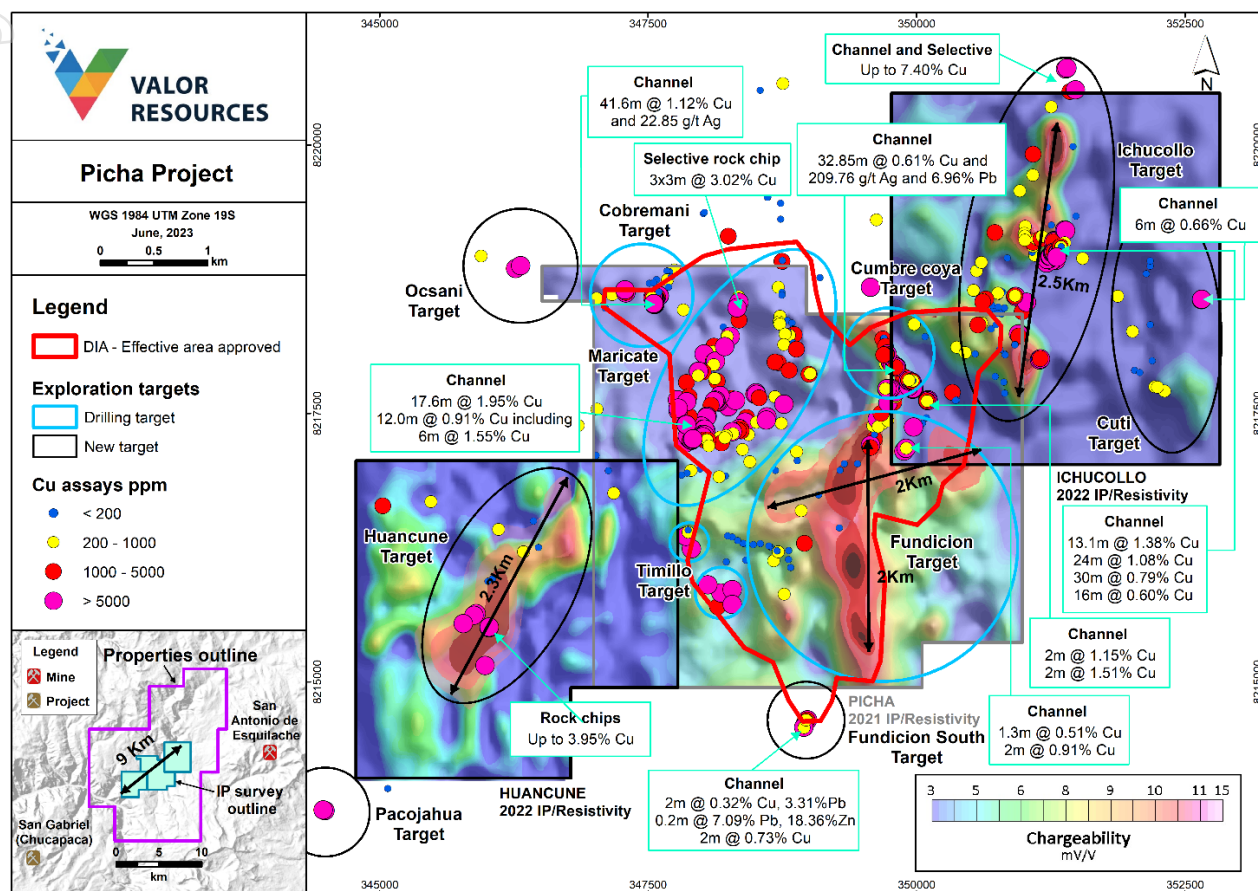 VALOR
RESOURCES
Picha Project
WGS 1984 UTM Zone 19S
June, 2023
0 0.5 1
km
Legend
DIA - Effective area approved
Exploration targets
Drilling target
New target
Cu assays ppm
< 200
200 - 1000
1000 - 5000
> 5000
Legend
Mine
Project
Properties outline
San
Antonio de
Esquilache
9 Km
IP survey
outline
San Gabriel
(Chucapaca)
0 5 10
km
345000
347500
350000
352500
8220000
8217500
8215000
8220000
8217500
8215000
345000
347500
350000
352500
N
Channel
41.6m @ 1.12% Cu
and 22.85 g/t Ag
Selective rock chip
3x3m @ 3.02% Cu
Channel and Selective
Up to 7.40% Cu
Channel
32.85m @ 0.61% Cu and
209.76 g/t Ag and 6.96% Pb
Ichucollo
Target
Channel
6m @ 0.66% Cu
Cobremani
Target
Ocsani
Target
Cumbre coya
Target
2.5Km
Maricate
Target
Channel
17.6m @ 1.95% Cu
12.0m @ 0.91% Cu including
6m @ 1.55% Cu
Cuti
Target
ICHUCOLLO
2022 IP/Resistivity
2Km
Huancune
Target
2.3Km
Timillo
Target
Fundicion
Target
2Km
Channel
13.1m @ 1.38% Cu
24m @ 1.08% Cu
30m @ 0.79% Cu
16m @ 0.60% Cu
Channel
2m @ 1.15% Cu
2m @ 1.51% Cu
Channel
1.3m @ 0.51% Cu
2m @ 0.91% Cu
Rock chips
Up to 3.95% Cu
PICHA
2021 IP/Resistivity
Fundicion South
Target
HUANCUNE
2022 IP/Resistivity
Pacojahua
Target
Channel
2m @ 0.32% Cu, 3.31%Pb
0.2m @ 7.09% Pb, 18.36%Zn
2m @ 0.73% Cu
3 5 6 8 9 10 11 15
Chargeability
mV/V